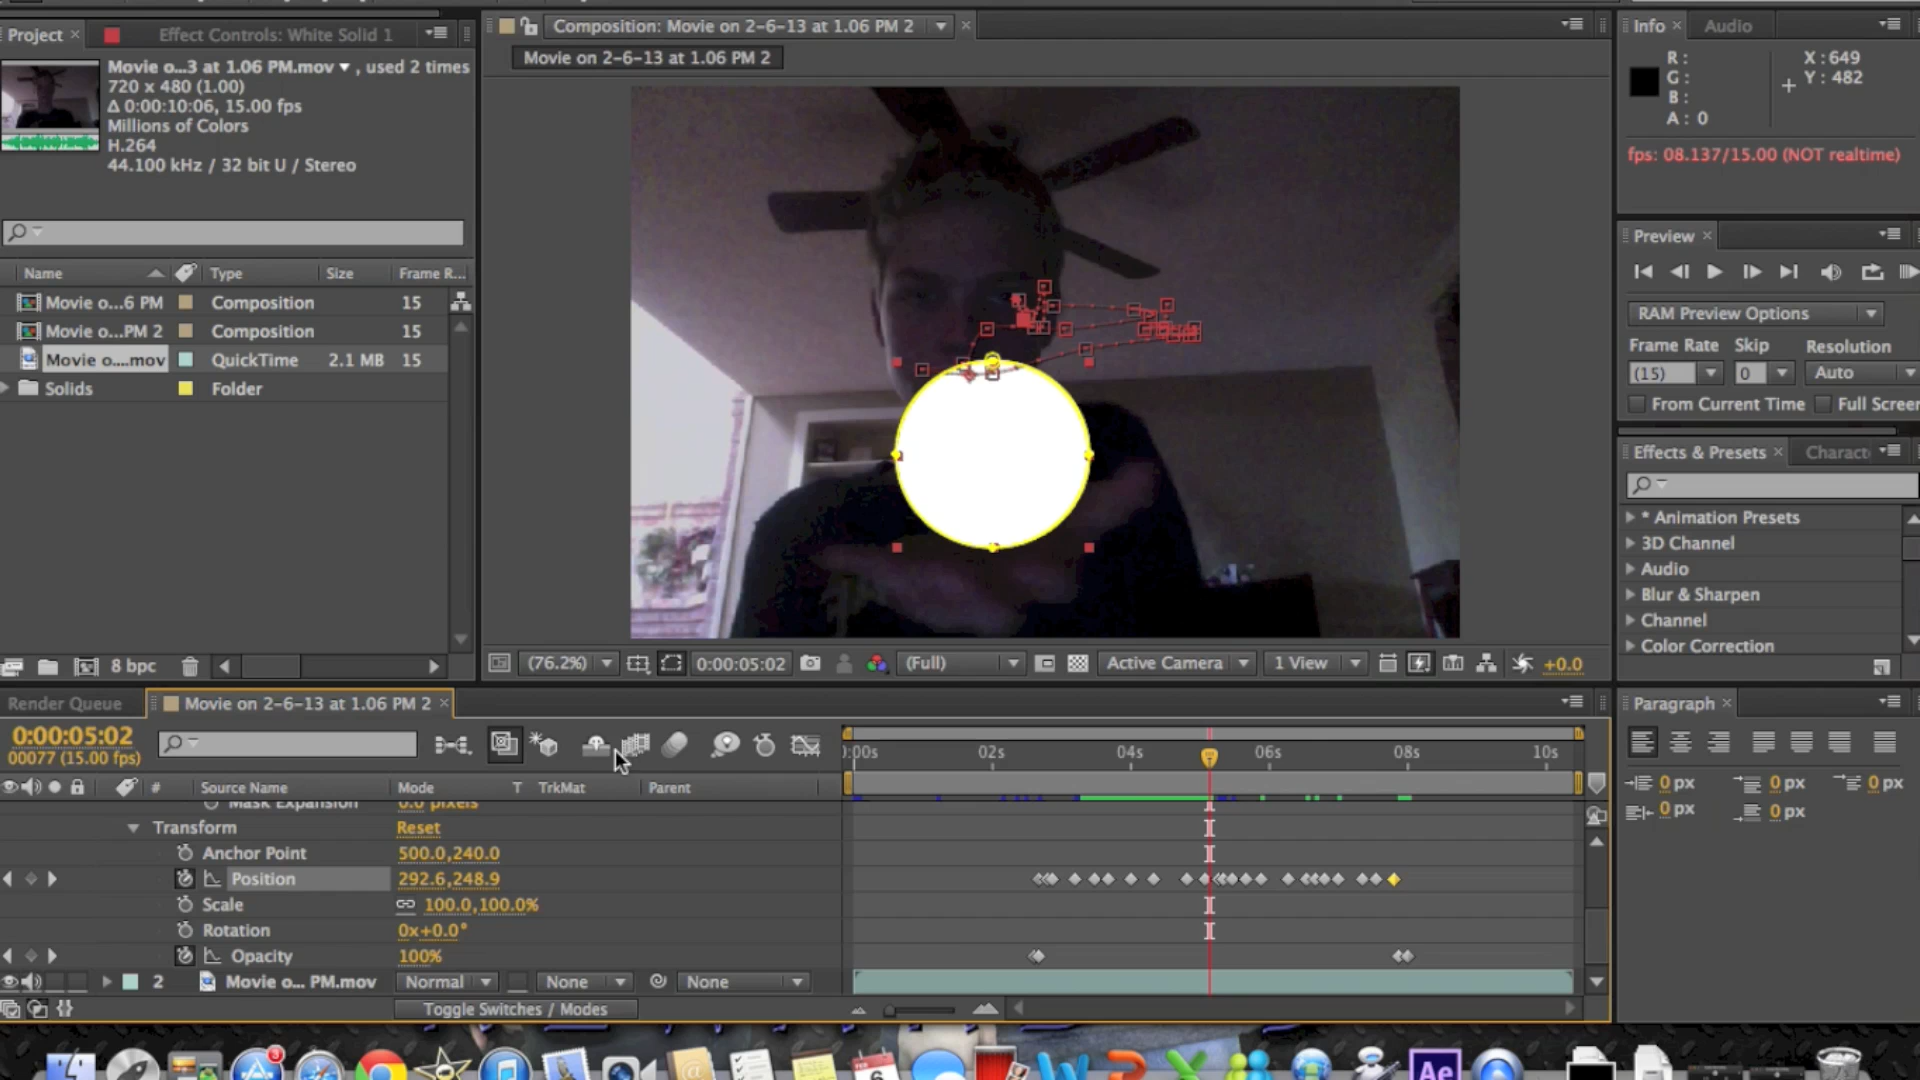 Project ×
Effect Controls: White Solid 1
Movie o...3 at 1.06 PM.mov ▾, used 2 times
720 x 480 (1.00)
Δ 0:00:10:06, 15.00 fps
Millions of Colors
H.264
44.100 kHz / 32 bit U / Stereo
Name Type Size Frame R...
Movie o...6 PM Composition 15
Movie o...PM 2 Composition 15
Movie o....mov QuickTime 2.1 MB 15
Solids Folder
8 bpc
Composition: Movie on 2-6-13 at 1.06 PM 2
Movie on 2-6-13 at 1.06 PM 2
(76.2%) 0:00:05:02 (Full) Active Camera 1 View +0.0
Info × Audio
R: X: 649
G: Y: 482
B:
A: 0
fps: 08.137/15.00 (NOT realtime)
Preview ×
RAM Preview Options
Frame Rate Skip Resolution
(15) 0 Auto
From Current Time Full Screen
Effects & Presets × Charact
* Animation Presets
3D Channel
Audio
Blur & Sharpen
Channel
Color Correction
Render Queue Movie on 2-6-13 at 1.06 PM 2 ×
0:00:05:02
00077 (15.00 fps)
:00s 02s 04s 06s 08s 10s
# Source Name Mode T TrkMat Parent
Mask Expansion 0.0 pixels
Transform Reset
Anchor Point 500.0,240.0
Position 292.6,248.9
Scale 100.0,100.0%
Rotation 0x+0.0°
Opacity 100%
2 Movie o... PM.mov Normal None None
Toggle Switches / Modes
Paragraph ×
0 px 0 px 0 px
0 px 0 px
3
FEB
6
Ae